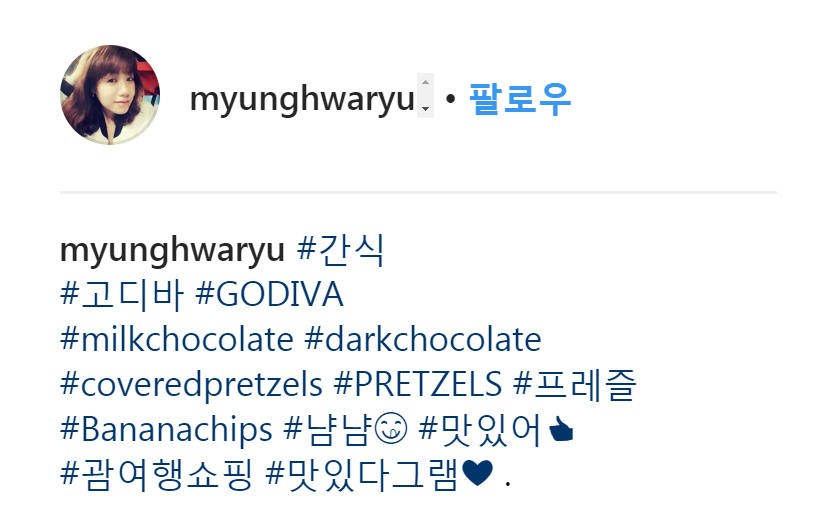 myunghwaryu • 팔로우
myunghwaryu #간식
#고디바 #GODIVA
#milkchocolate #darkchocolate
#coveredpretzels #PRETZELS #프레즐
#Bananachips #냠냠😋 #맛있어👍
#괌여행쇼핑 #맛있다그램♥ .